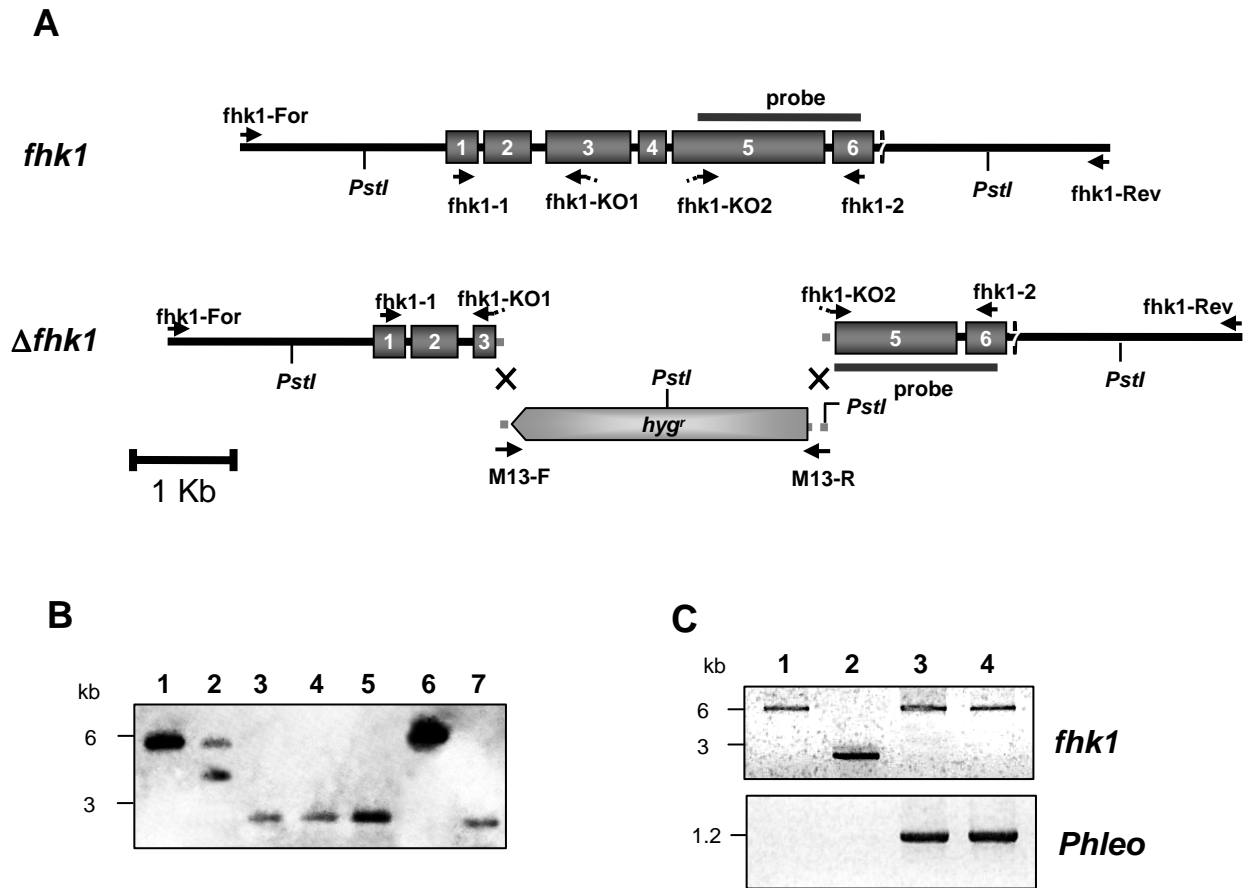 A
probe
fhk1-For
fhk1
1 2 3 4 5 6
PstI
PstI
fhk1-1
fhk1-KO1
fhk1-KO2
fhk1-2
fhk1-Rev
fhk1-For
fhk1-1
fhk1-KO1
fhk1-KO2
fhk1-2
fhk1-Rev
Δfhk1
1 2 3 5 6
PstI
PstI
probe
PstI
PstI
hygʳ
M13-F
M13-R
1 Kb
B
kb 1 2 3 4 5 6 7
6
3
C
kb 1 2 3 4
6
3
fhk1
1.2
Phleo